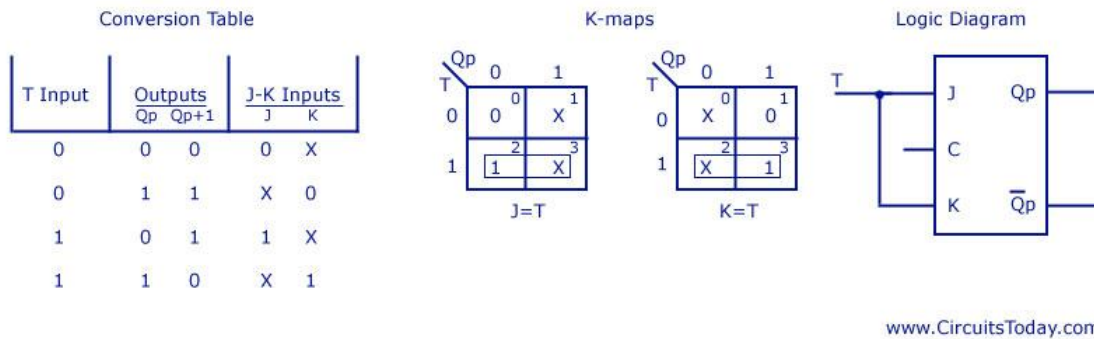 Conversion Table
T Input Outputs J-K Inputs
Qp Qp+1 J K
0 0 0 0 X
0 1 1 X 0
1 0 1 1 X
1 1 0 X 1
K-maps
Qp
T 0 1
0 0 0 X 1
1 1 2 X 3
J=T
Qp
T 0 1
0 X 0 0 1
1 X 2 1 3
K=T
Logic Diagram
T J Qp
C
K Q̅p
www.CircuitsToday.com